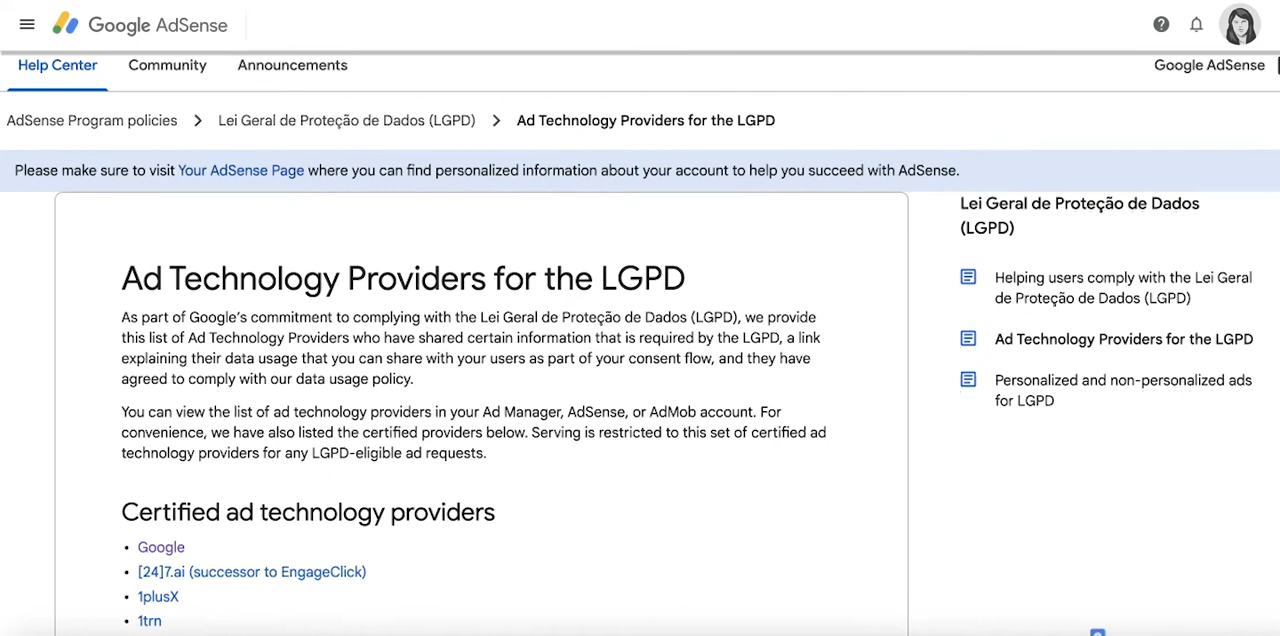 Google AdSense
Help Center Community Announcements Google AdSense
AdSense Program policies Lei Geral de Proteção de Dados (LGPD) Ad Technology Providers for the LGPD
Please make sure to visit Your AdSense Page where you can find personalized information about your account to help you succeed with AdSense.
Ad Technology Providers for the LGPD
As part of Google's commitment to complying with the Lei Geral de Proteção de Dados (LGPD), we provide
this list of Ad Technology Providers who have shared certain information that is required by the LGPD, a link
explaining their data usage that you can share with your users as part of your consent flow, and they have
agreed to comply with our data usage policy.
You can view the list of ad technology providers in your Ad Manager, AdSense, or AdMob account. For
convenience, we have also listed the certified providers below. Serving is restricted to this set of certified ad
technology providers for any LGPD-eligible ad requests.
Certified ad technology providers
• Google
• [24]7.ai (successor to EngageClick)
• 1plusX
• 1trn
Lei Geral de Proteção de Dados
(LGPD)
Helping users comply with the Lei Geral
de Proteção de Dados (LGPD)
Ad Technology Providers for the LGPD
Personalized and non-personalized ads
for LGPD